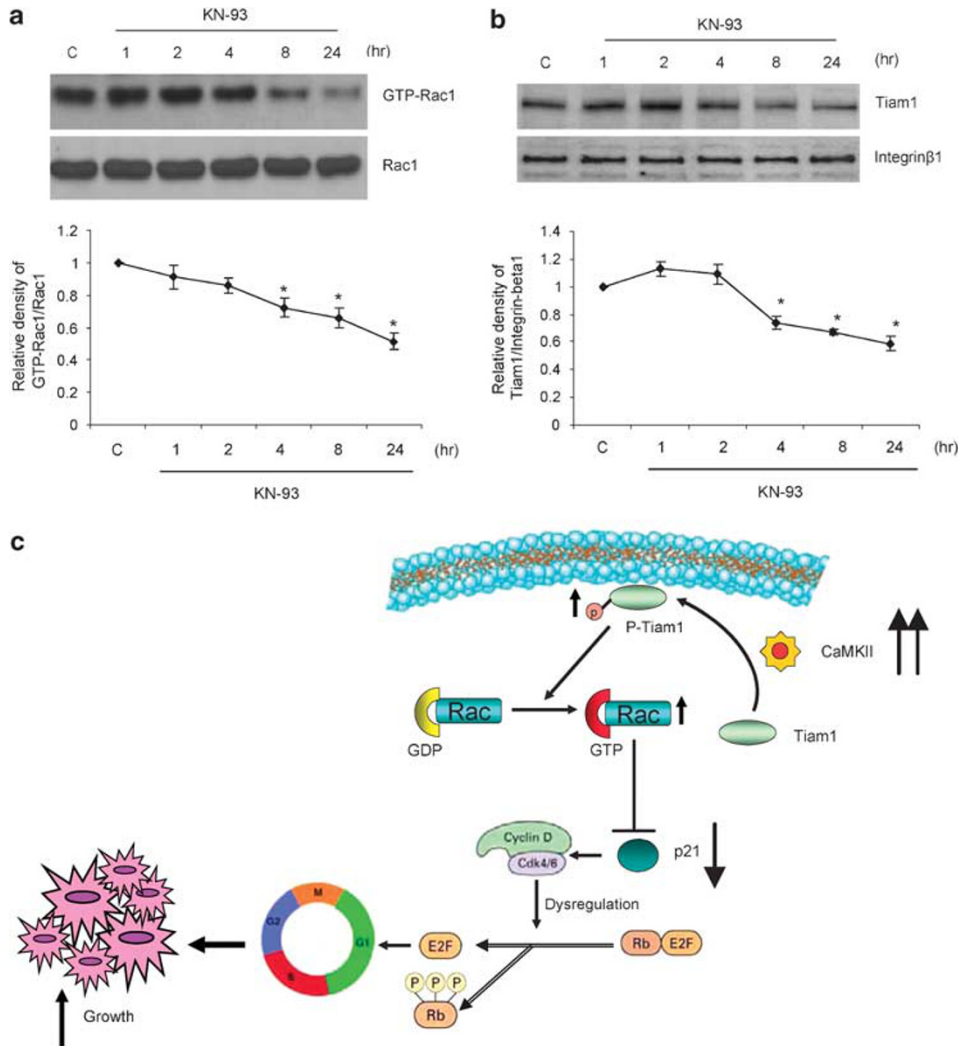 a
KN-93
C 1 2 4 8 24 (hr)
GTP-Rac1
Rac1
Relative density of
GTP-Rac1/Rac1
1.2
1
0.8
0.6
0.4
0.2
0
* * *
C 1 2 4 8 24 (hr)
KN-93
b
KN-93
C 1 2 4 8 24 (hr)
Tiam1
Integrinβ1
Relative density of
Tiam1/Integrin-beta1
1.4
1.2
1
0.8
0.6
0.4
0.2
0
* * *
C 1 2 4 8 24 (hr)
KN-93
c
p
P-Tiam1
CaMKII
Rac
Rac
GDP
GTP
Tiam1
Cyclin D
Cdk4/6
p21
Dysregulation
M
G2
G1
S
E2F
Rb E2F
P P P
Rb
Growth